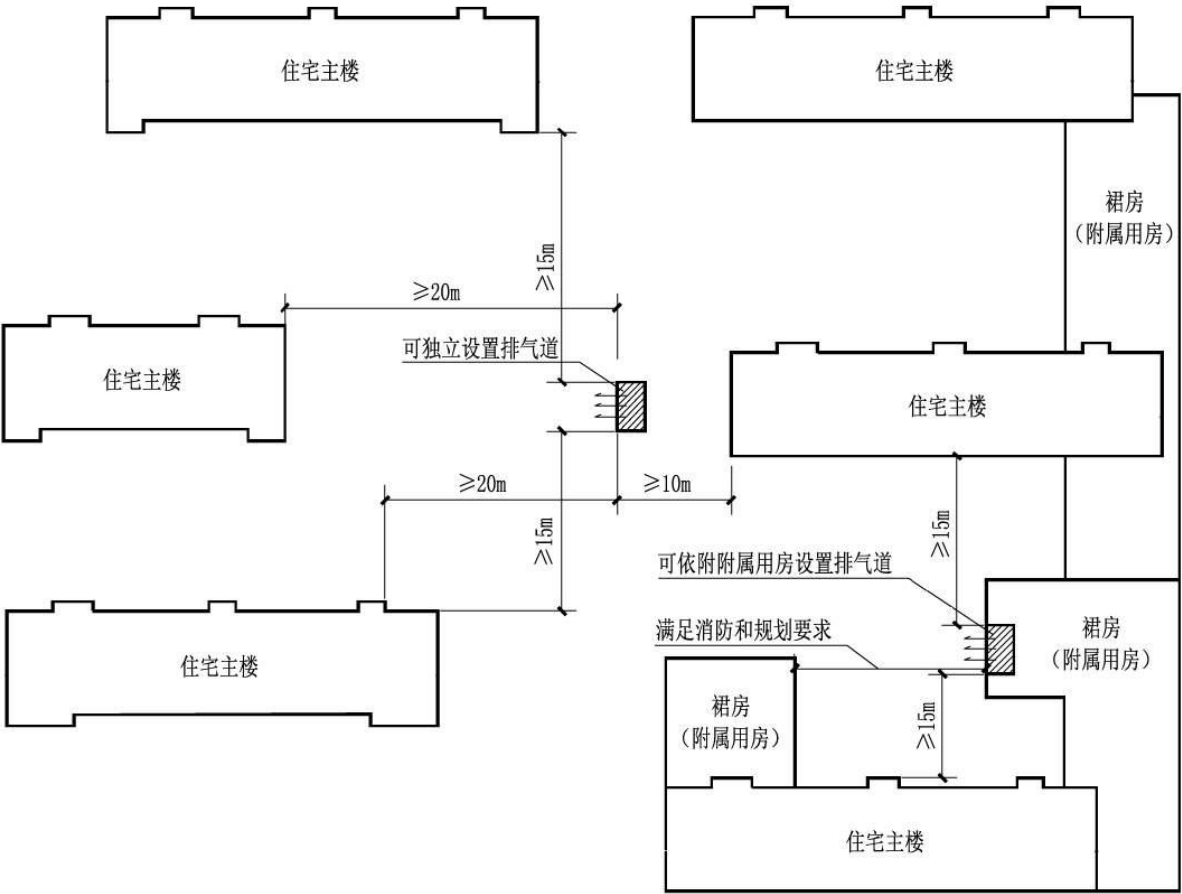 住宅主楼
住宅主楼
裙房
（附属用房）
≥15m
≥20m
可独立设置排气道
住宅主楼
住宅主楼
≥20m
≥10m
≥15m
≥15m
可依附附属用房设置排气道
满足消防和规划要求
裙房
（附属用房）
住宅主楼
裙房
（附属用房）
≥15m
住宅主楼